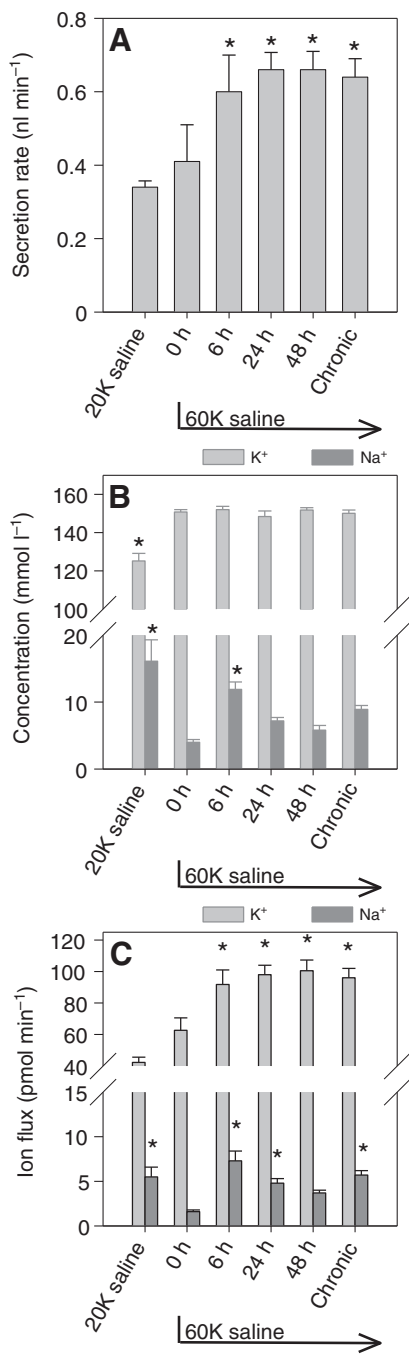 A
Secretion rate (nl min⁻¹)
0.8
0.6
0.4
0.2
0
* * * *
20K saline
0 h
6 h
24 h
48 h
Chronic
60K saline
K⁺ Na⁺
B
Concentration (mmol l⁻¹)
160
140
120
100
20
10
0
*
* *
20K saline
0 h
6 h
24 h
48 h
Chronic
60K saline
K⁺ Na⁺
C
Ion flux (pmol min⁻¹)
120
100
80
60
40
15
10
5
0
* * * *
* * * *
20K saline
0 h
6 h
24 h
48 h
Chronic
60K saline